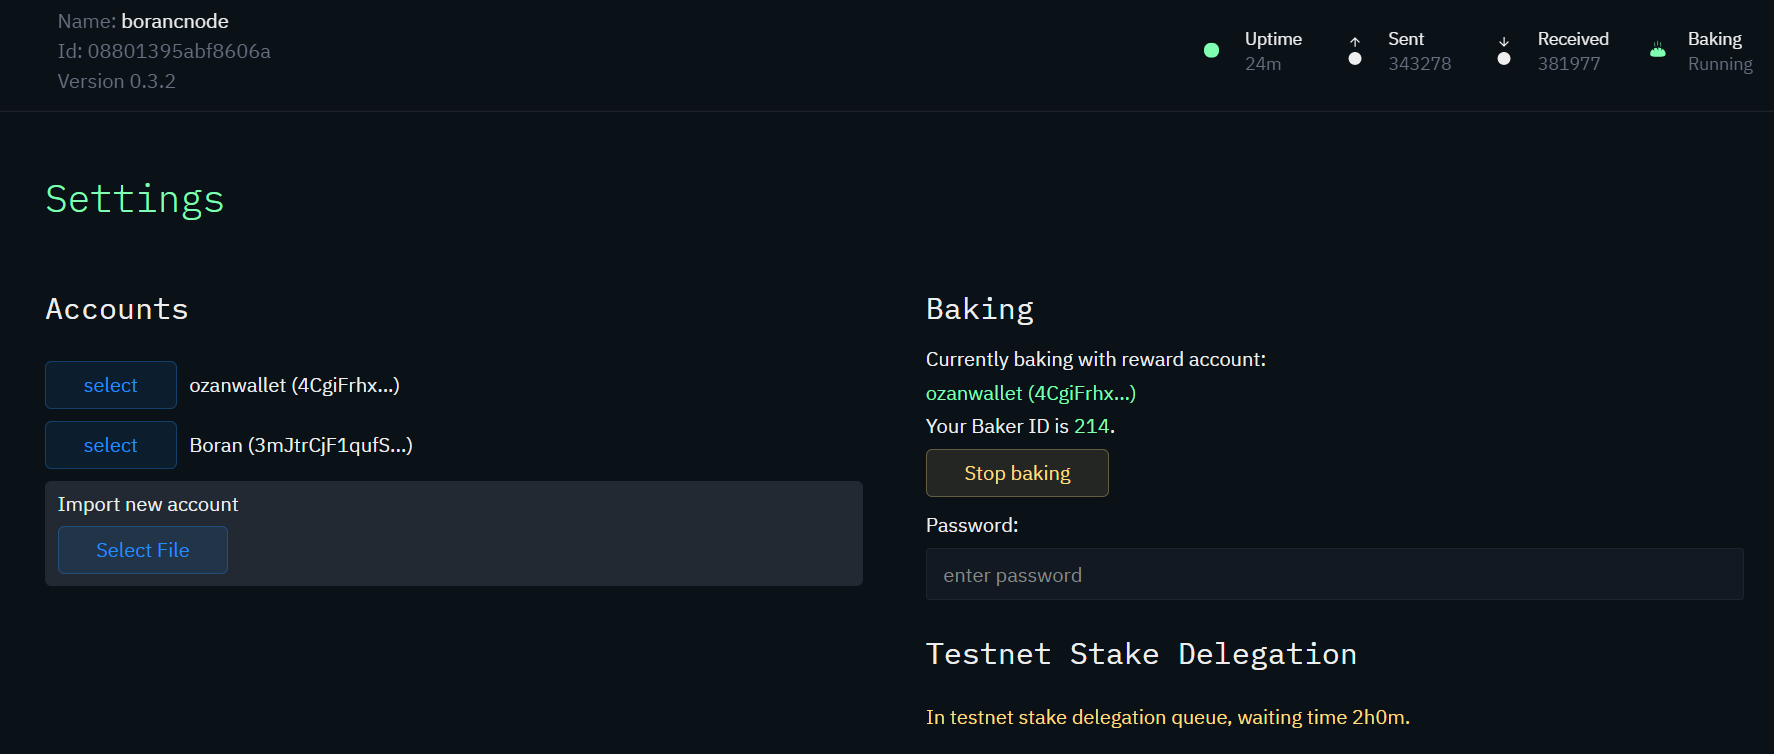 Name: borancnode
Id: 08801395abf8606a
Version 0.3.2
Uptime
24m
Sent
343278
Received
381977
Baking
Running
Settings
Accounts
select ozanwallet (4CgiFrhx...)
select Boran (3mJtrCjF1qufS...)
Import new account
Select File
Baking
Currently baking with reward account:
ozanwallet (4CgiFrhx...)
Your Baker ID is 214.
Stop baking
Password:
enter password
Testnet Stake Delegation
In testnet stake delegation queue, waiting time 2h0m.